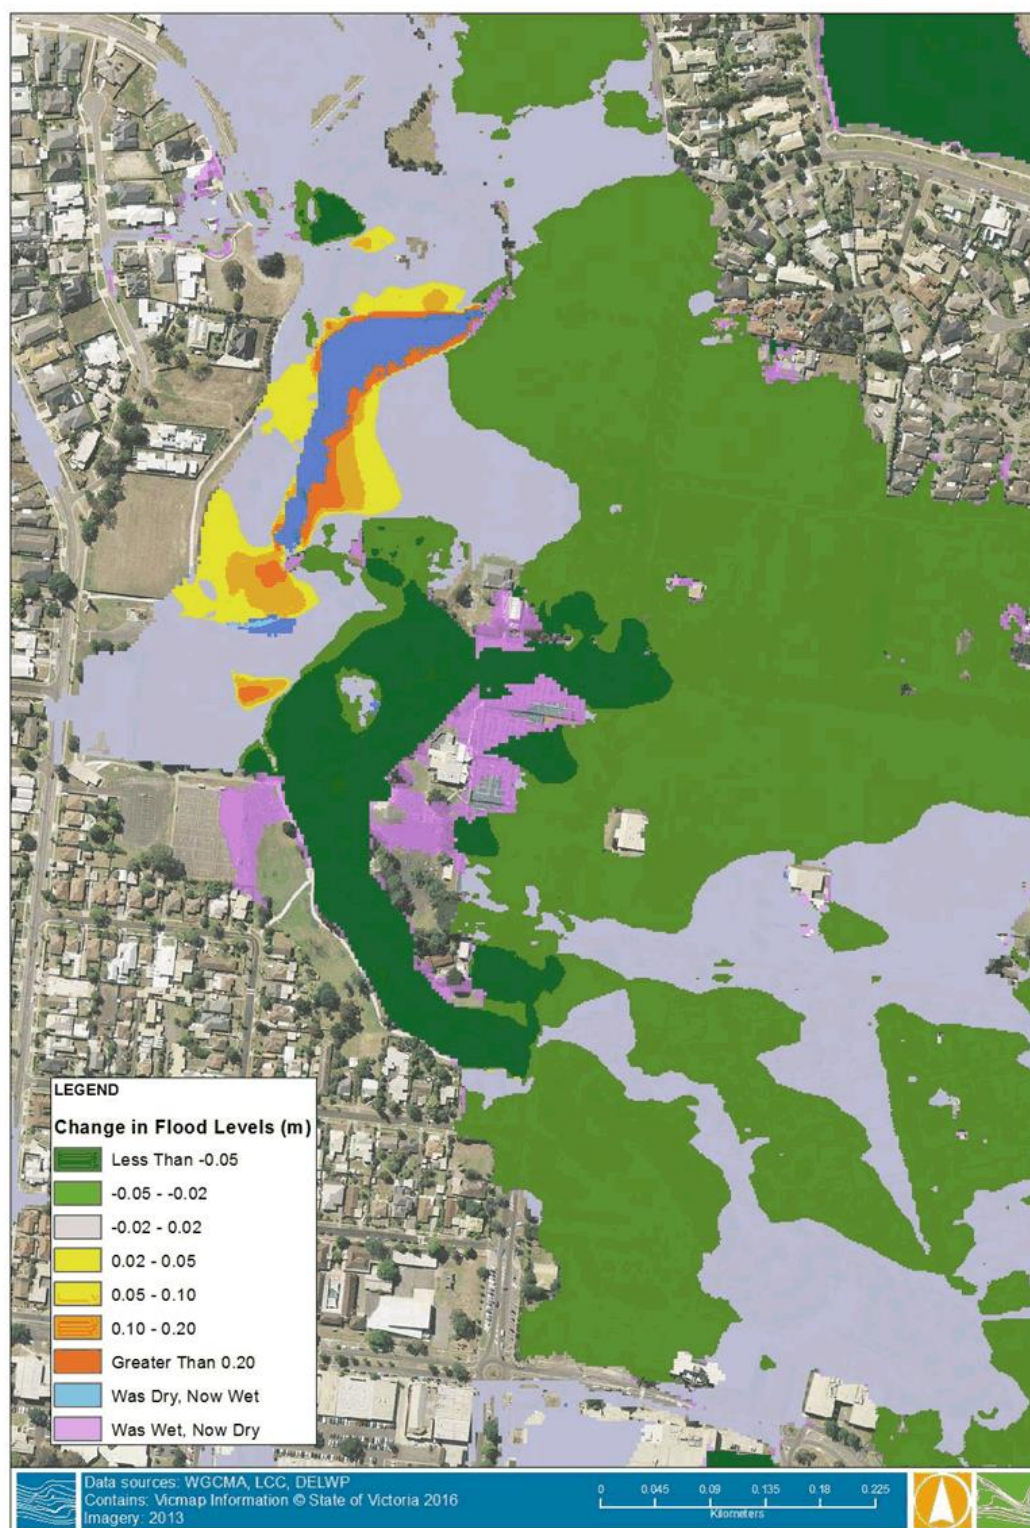 LEGEND
Change in Flood Levels (m)
Less Than -0.05
-0.05 - -0.02
-0.02 - 0.02
0.02 - 0.05
0.05 - 0.10
0.10 - 0.20
Greater Than 0.20
Was Dry, Now Wet
Was Wet, Now Dry
Data sources: WGCMA, LCC, DELWP
Contains: Vicmap Information © State of Victoria 2016
Imagery: 2013
0 0.045 0.09 0.135 0.18 0.225
Kilometers